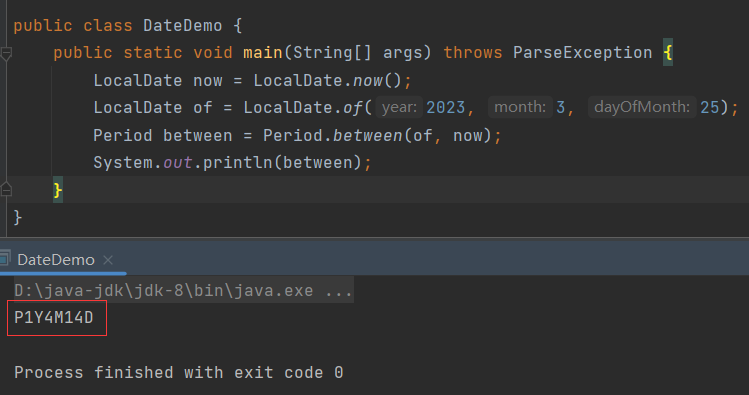 public class DateDemo {
public static void main(String[] args) throws ParseException {
LocalDate now = LocalDate.now();
LocalDate of = LocalDate.of( year: 2023, month: 3, dayOfMonth: 25);
Period between = Period.between(of, now);
System.out.println(between);
}
}
DateDemo ×
D:\java-jdk\jdk-8\bin\java.exe ...
P1Y4M14D
Process finished with exit code 0